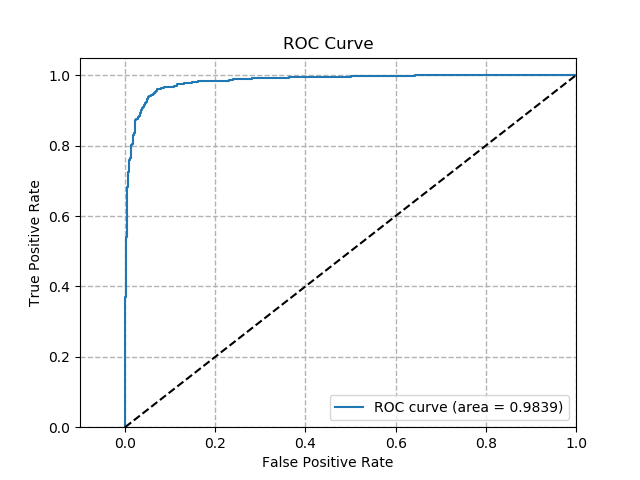 ROC Curve
1.0
0.8
0.6
0.4
0.2
0.0
True Positive Rate
ROC curve (area = 0.9839)
0.0 0.2 0.4 0.6 0.8 1.0
False Positive Rate